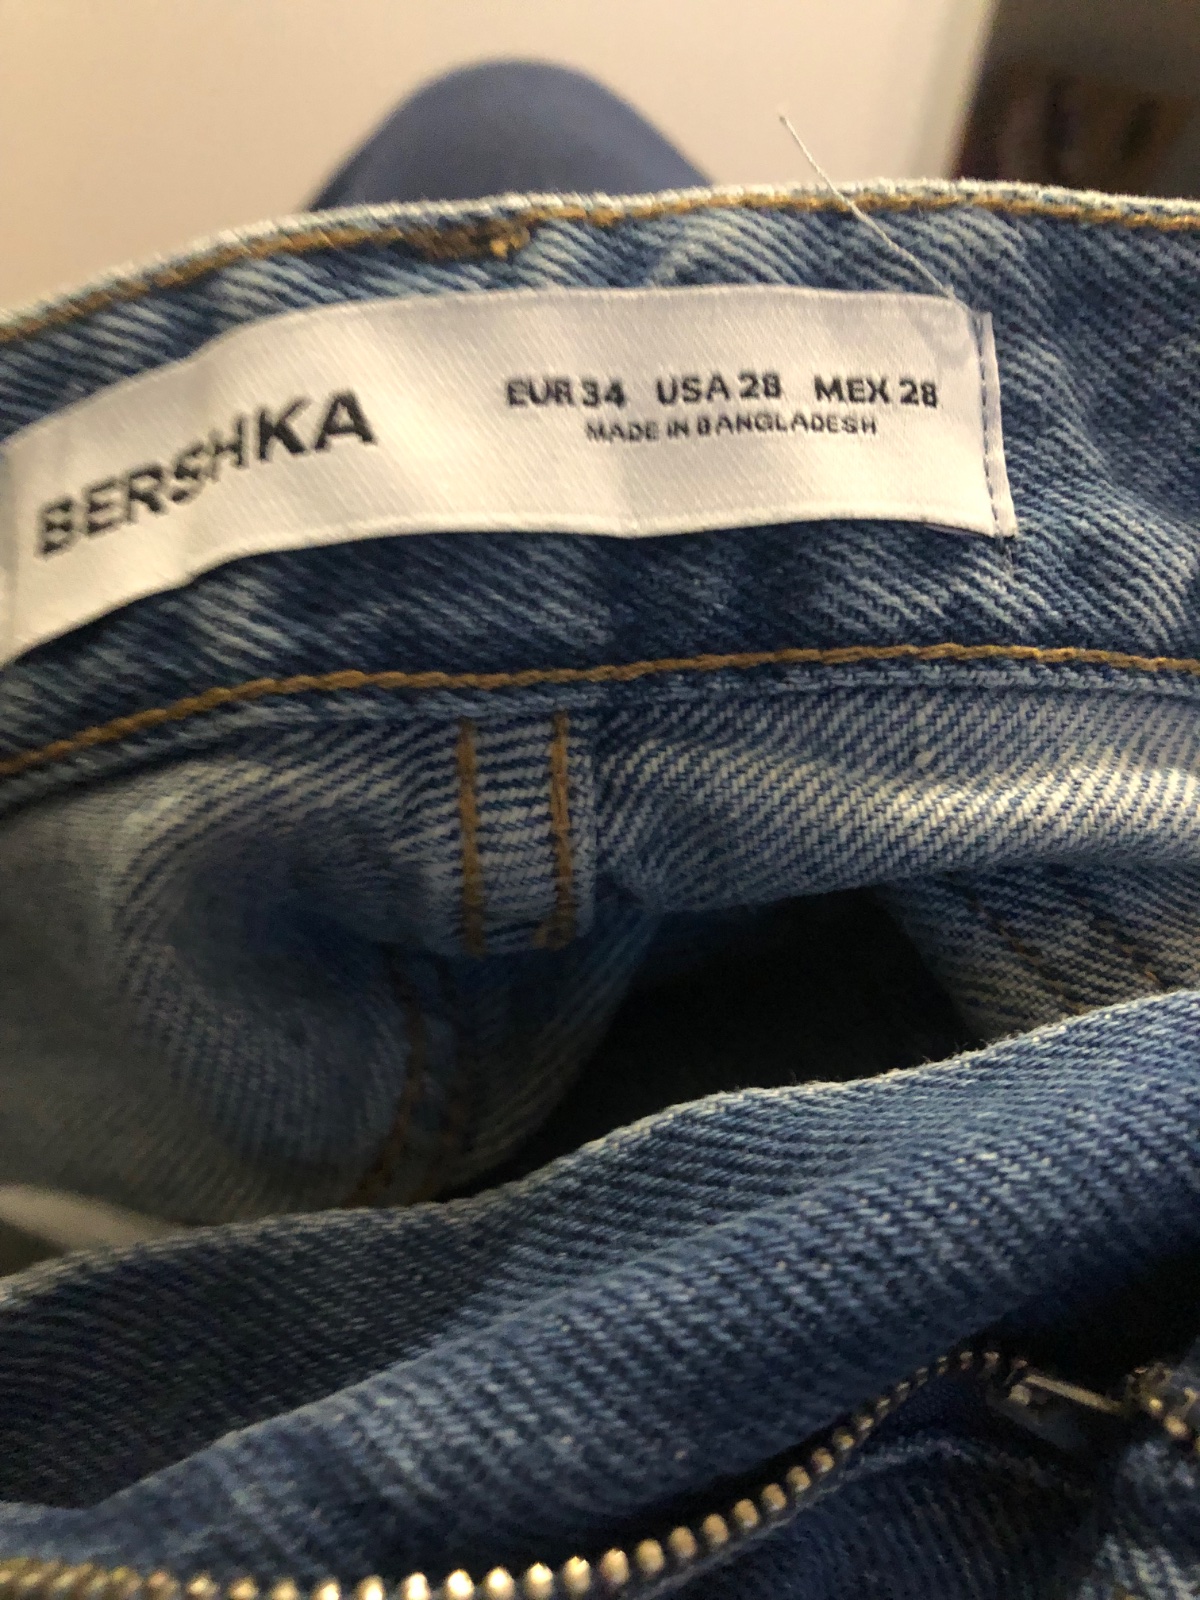 BERSHKA
EUR 34 USA 28 MEX 28
MADE IN BANGLADESH